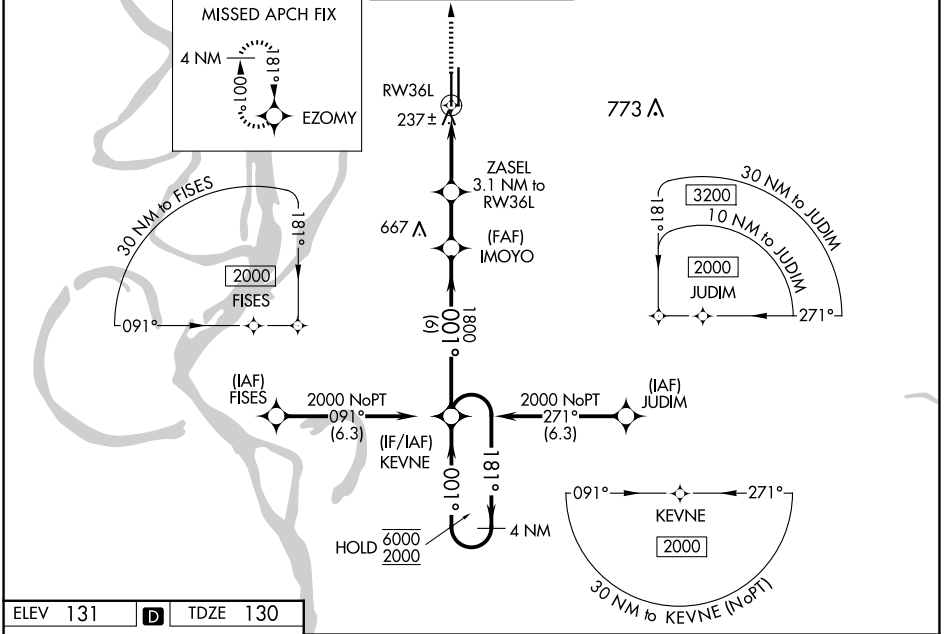 MISSED APCH FIX
4 NM
181°
001°
EZOMY
RW36L
237±
773
ZASEL
3.1 NM to
RW36L
667
(FAF)
IMOYO
30 NM to FISES
181°
2000
FISES
091°
30 NM to JUDIM
3200
10 NM to JUDIM
181°
2000
JUDIM
271°
1800
001°
(6)
(IAF)
FISES
2000 NoPT
091°
(6.3)
(IF/IAF)
KEVNE
2000 NoPT
271°
(6.3)
(IAF)
JUDIM
001°
181°
HOLD 6000
2000
4 NM
091°
271°
KEVNE
2000
30 NM to KEVNE (NoPT)
ELEV 131 D TDZE 130